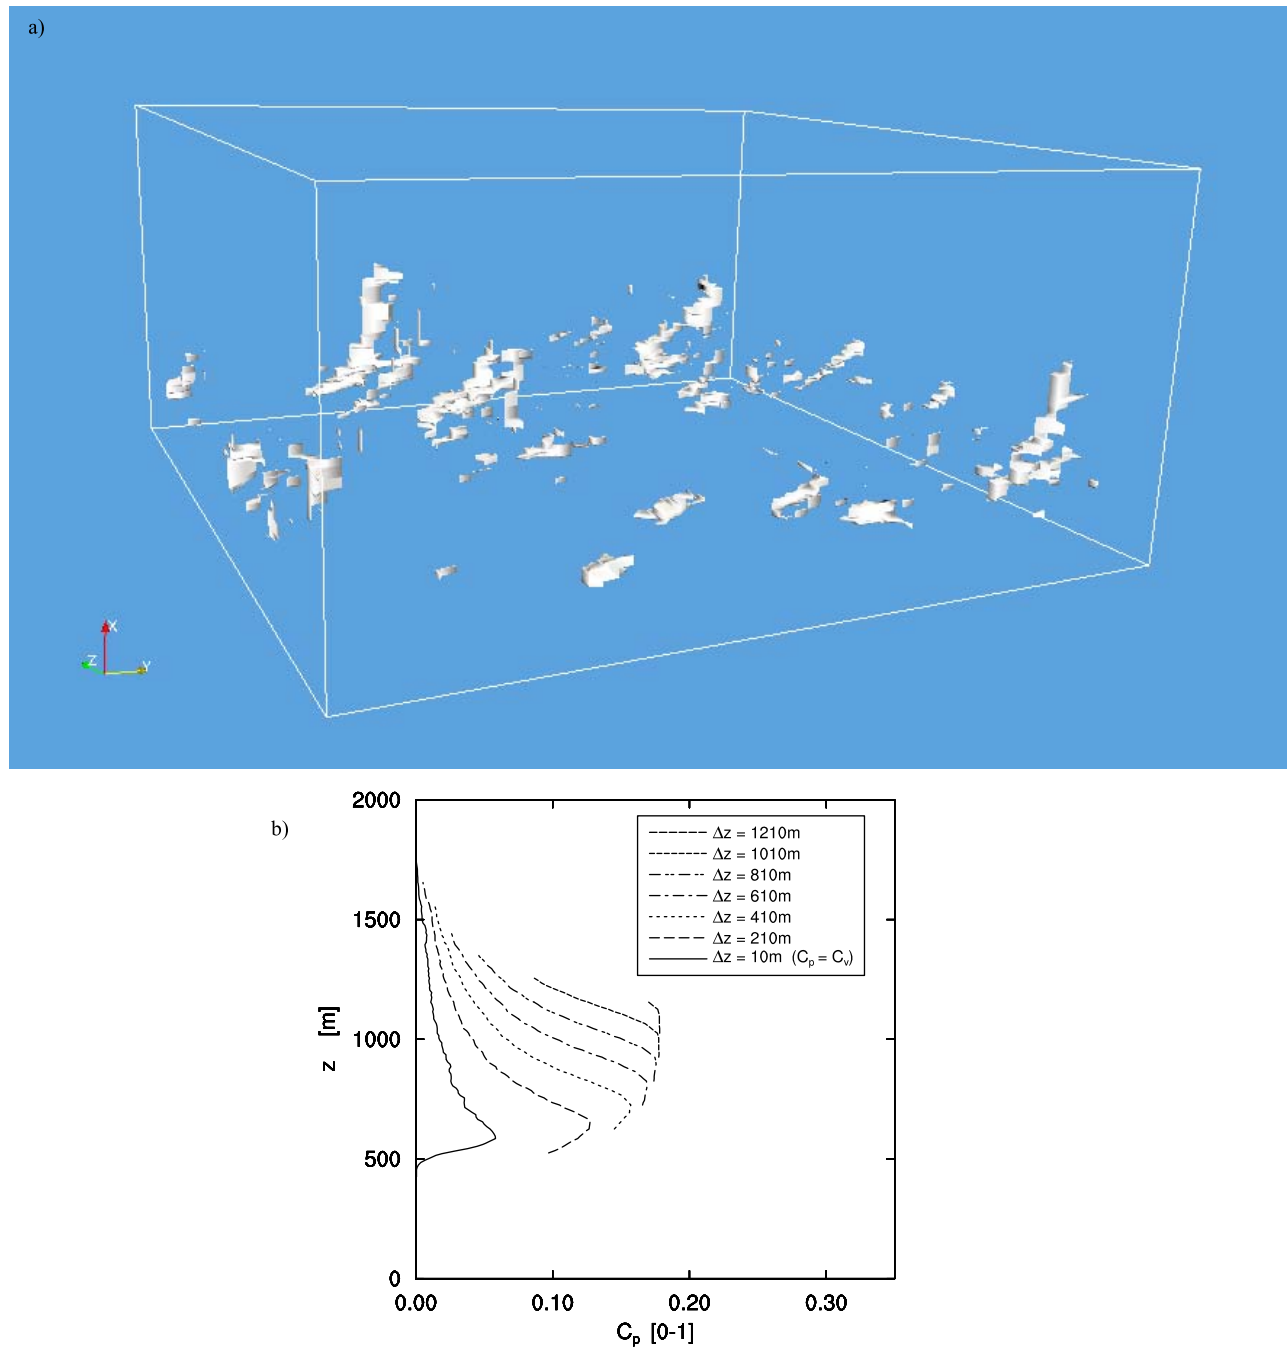 a)
X
Z
Y
b)
2000
1500
1000
500
0
z [m]
Δz = 1210m
Δz = 1010m
Δz = 810m
Δz = 610m
Δz = 410m
Δz = 210m
Δz = 10m (Cp = Cv)
0.00 0.10 0.20 0.30
Cp [0-1]